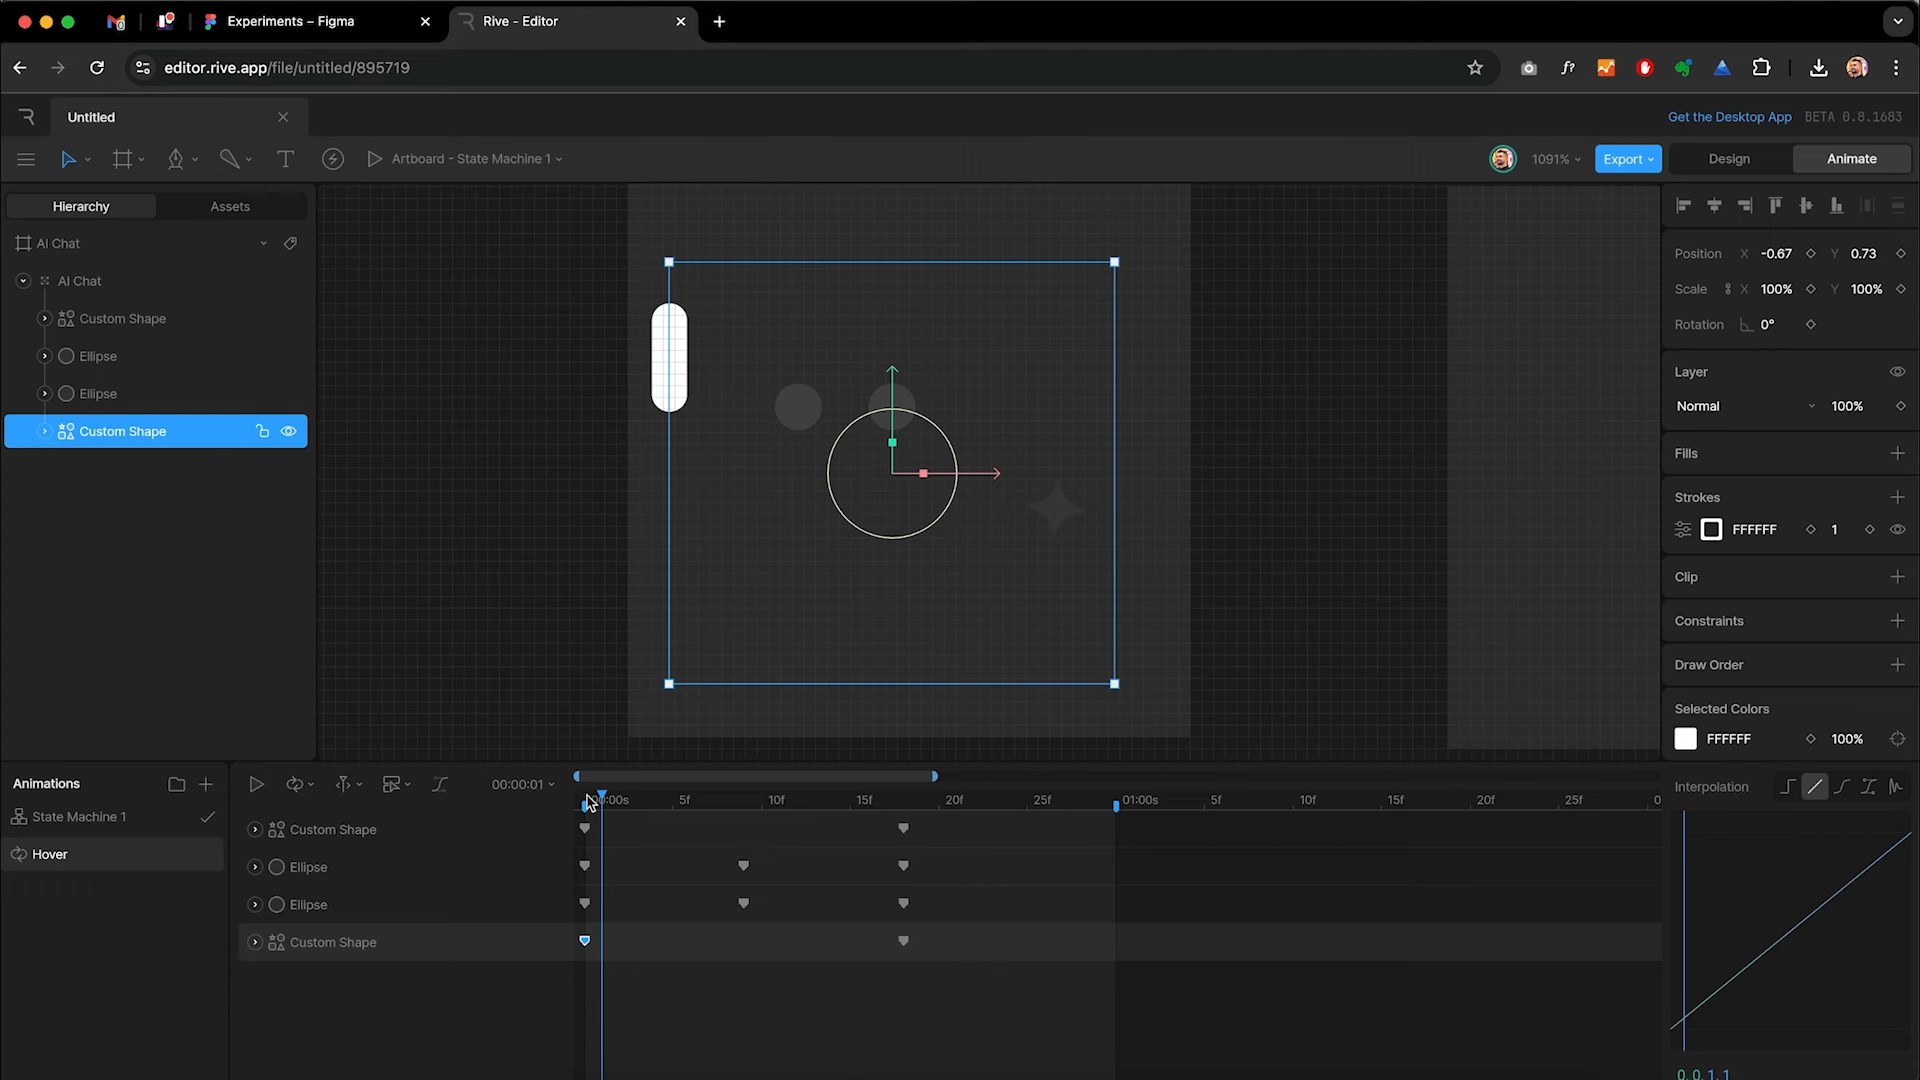 Experiments – Figma
Rive - Editor
editor.rive.app/file/untitled/895719
Untitled
Get the Desktop App
BETA 0.8.1683
Artboard - State Machine 1
1091%
Export
Design
Animate
Hierarchy
Assets
AI Chat
AI Chat
Custom Shape
Ellipse
Ellipse
Custom Shape
Position X -0.67 Y 0.73
Scale X 100% Y 100%
Rotation 0°
Layer
Normal 100%
Fills
Strokes
FFFFFF 1
Clip
Constraints
Draw Order
Selected Colors
FFFFFF 100%
Animations
State Machine 1
Hover
00:00:01
5f 10f 15f 20f 25f 01:00s 5f 10f 15f 20f 25f
Custom Shape
Ellipse
Ellipse
Custom Shape
Interpolation
0, 0, 1, 1